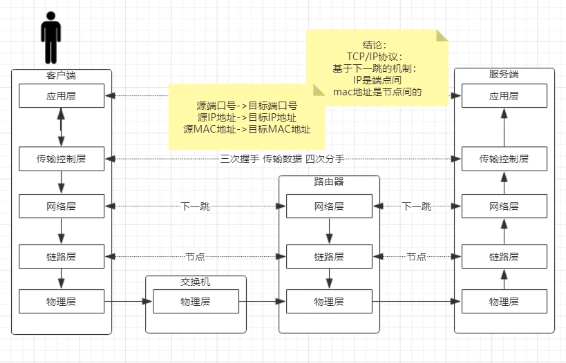 结论：
TCP/IP协议：
基于下一跳的机制：
IP是端点间
mac地址是节点间的
客户端
服务端
应用层
应用层
源端口号->目标端口号
源IP地址->目标IP地址
源MAC地址->目标MAC地址
传输控制层
三次握手 传输数据 四次分手
传输控制层
路由器
网络层
下一跳
网络层
下一跳
网络层
链路层
节点
链路层
节点
链路层
交换机
物理层
物理层
物理层
物理层